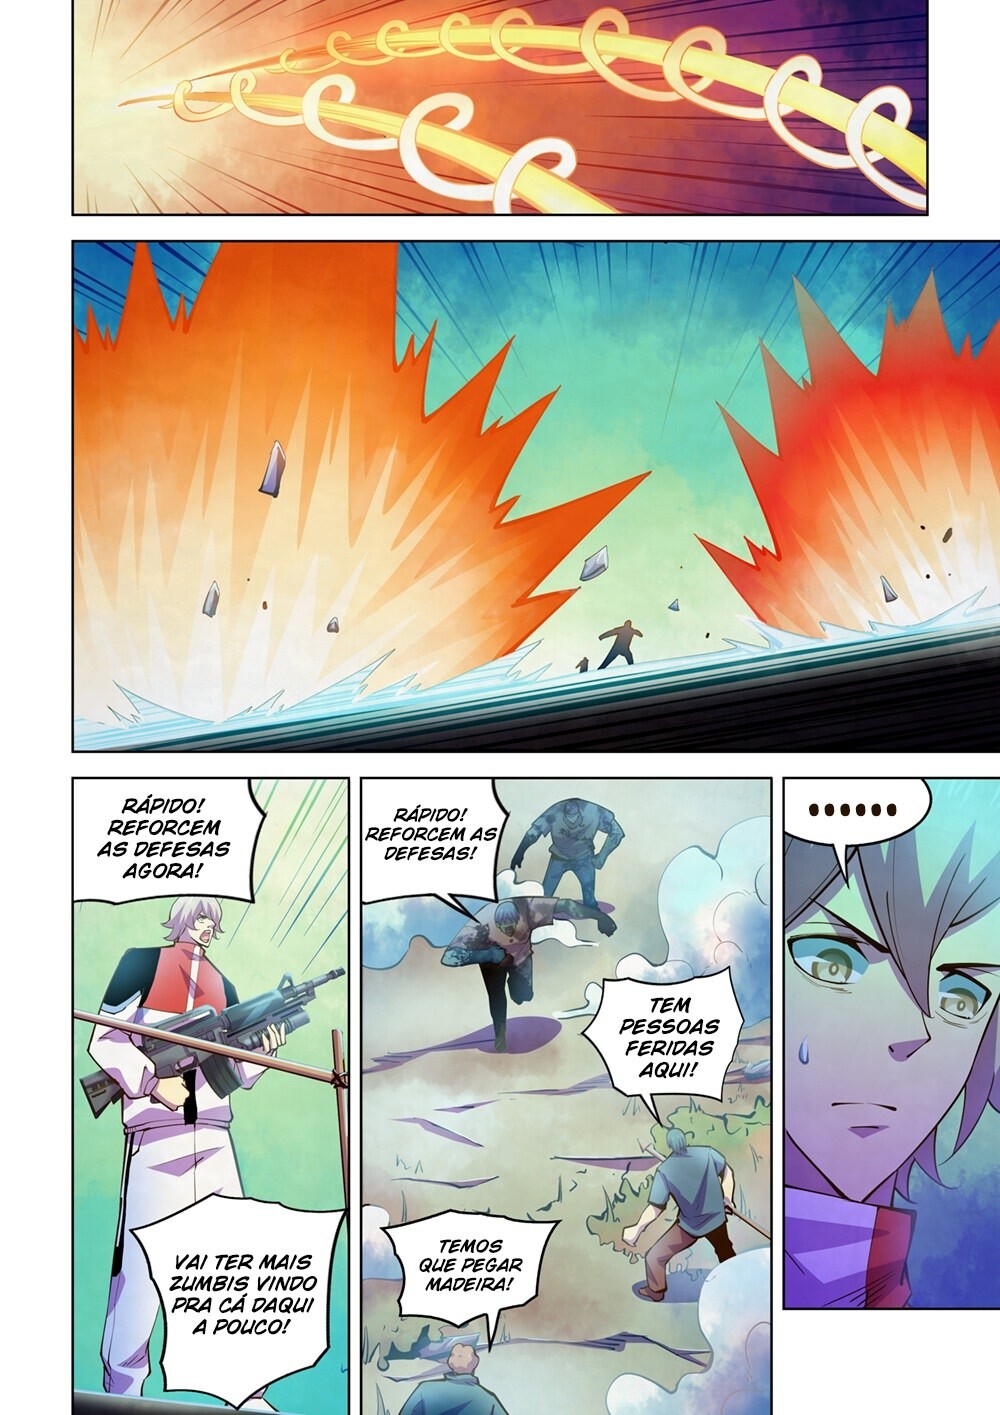 RÁPIDO!
REFORCEM
AS DEFESAS
AGORA!
VAI TER MAIS
ZUMBIS VINDO
PRA CÁ DAQUI
A POUCO!
RÁPIDO!
REFORCEM AS
DEFESAS!
TEM
PESSOAS
FERIDAS
AQUI!
TEMOS
QUE PEGAR
MADEIRA!
......